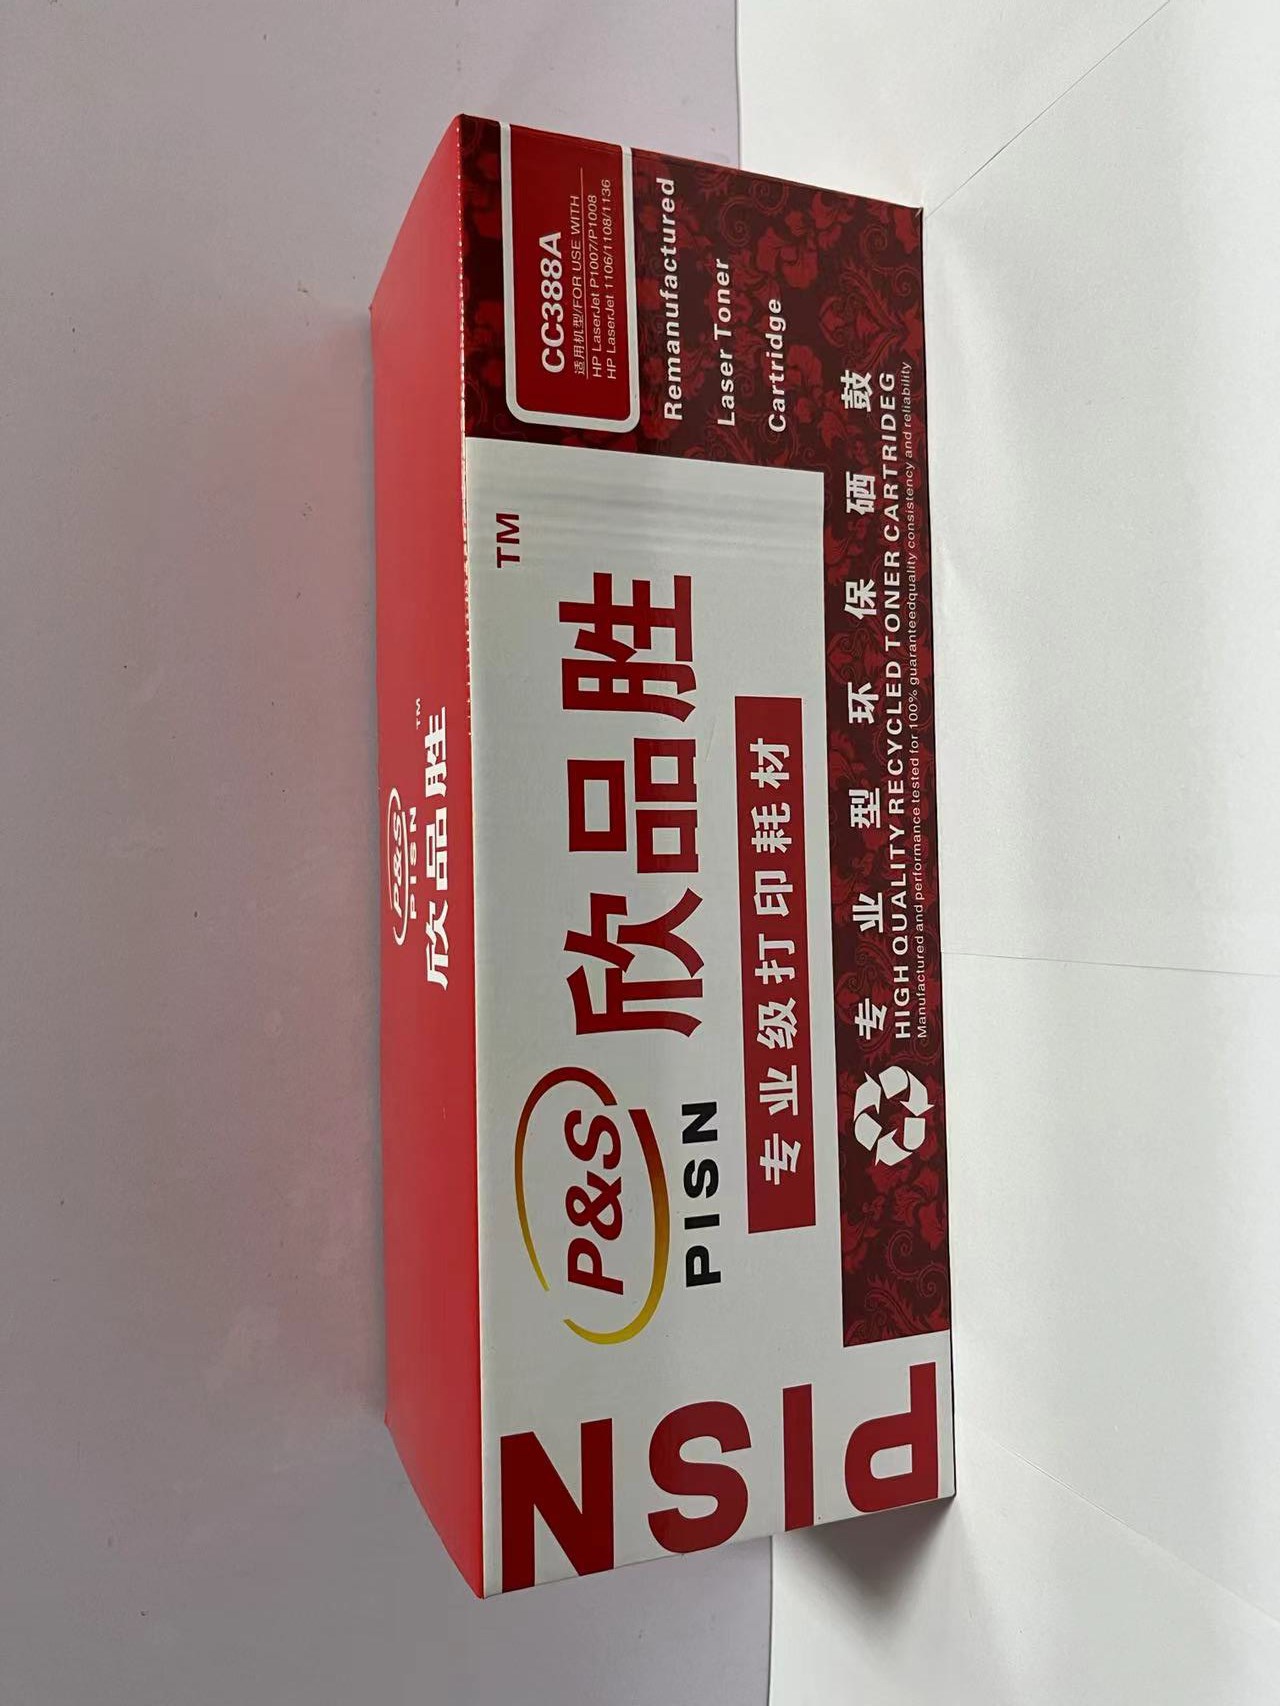 P&S
PISN
欣品胜
TM
CC388A
适用机型/FOR USE WITH
HP LaserJet P1007/P1008
HP LaserJet 1106/1108/1136
Remanufactured
Laser Toner
Cartridge
TM
P&S
欣品胜
PISN
专业级打印耗材
专业型环保硒鼓
HIGH QUALITY RECYCLED TONER CARTRIDEG
Manufactured and performance tested for 100% guaranteedquality consistency and reliability
PISN